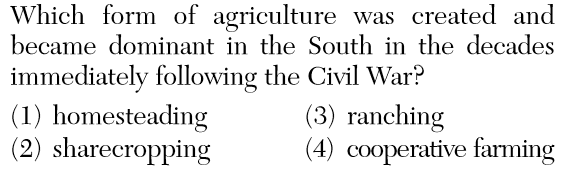 Which form of agriculture was created and
became dominant in the South in the decades
immediately following the Civil War?
(1) homesteading (3) ranching
(2) sharecropping (4) cooperative farming